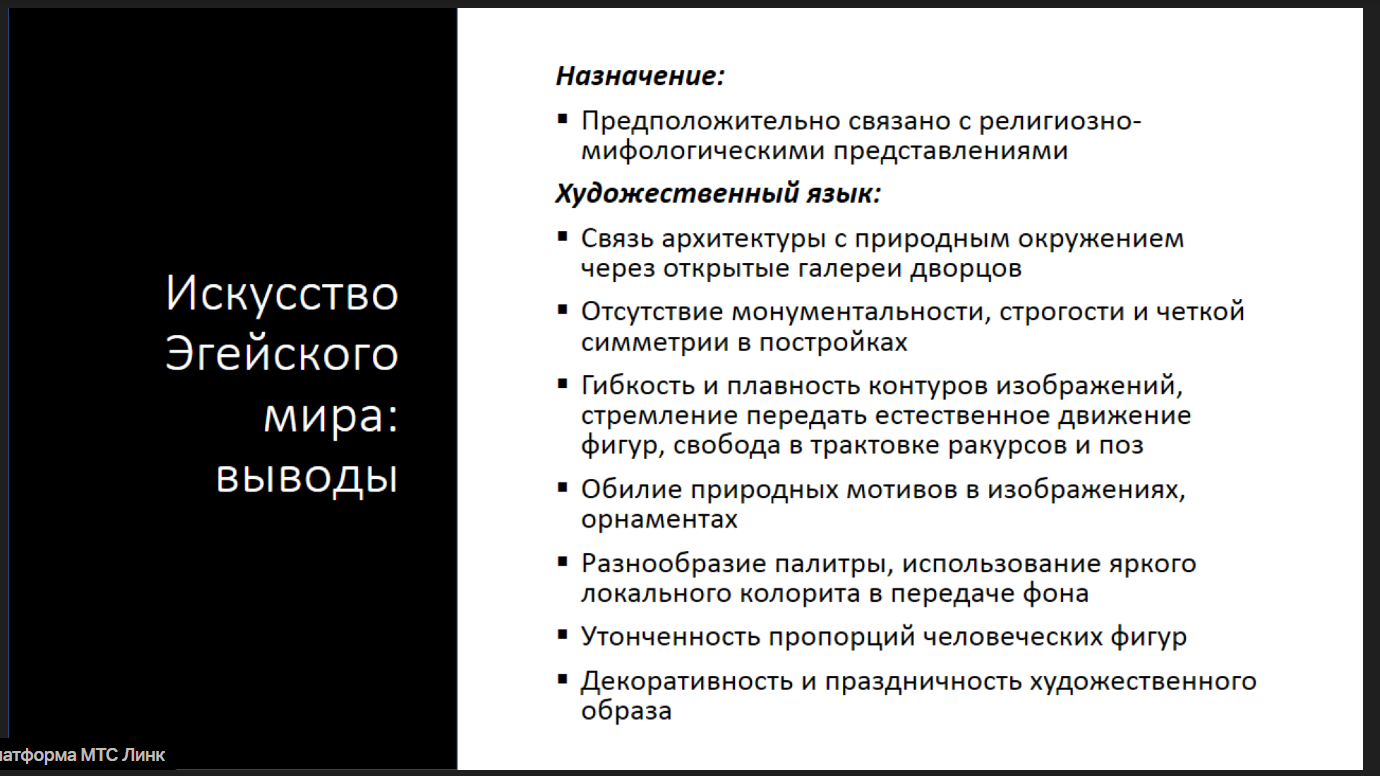 Искусство
Эгейского
мира:
выводы
Назначение:
▪ Предположительно связано с религиозно-
мифологическими представлениями
Художественный язык:
▪ Связь архитектуры с природным окружением
через открытые галереи дворцов
▪ Отсутствие монументальности, строгости и четкой
симметрии в постройках
▪ Гибкость и плавность контуров изображений,
стремление передать естественное движение
фигур, свобода в трактовке ракурсов и поз
▪ Обилие природных мотивов в изображениях,
орнаментах
▪ Разнообразие палитры, использование яркого
локального колорита в передаче фона
▪ Утонченность пропорций человеческих фигур
▪ Декоративность и праздничность художественного
образа
латформа МТС Линк